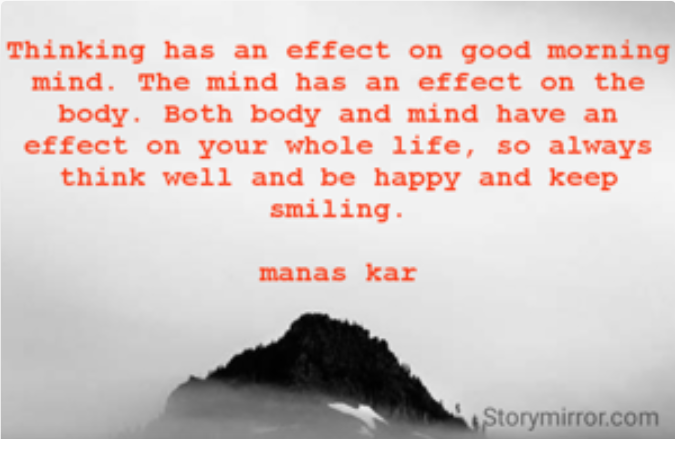 Thinking has an effect on good morning
mind. The mind has an effect on the
body. Both body and mind have an
effect on your whole life, so always
think well and be happy and keep
smiling.
manas kar
Storymirror.com